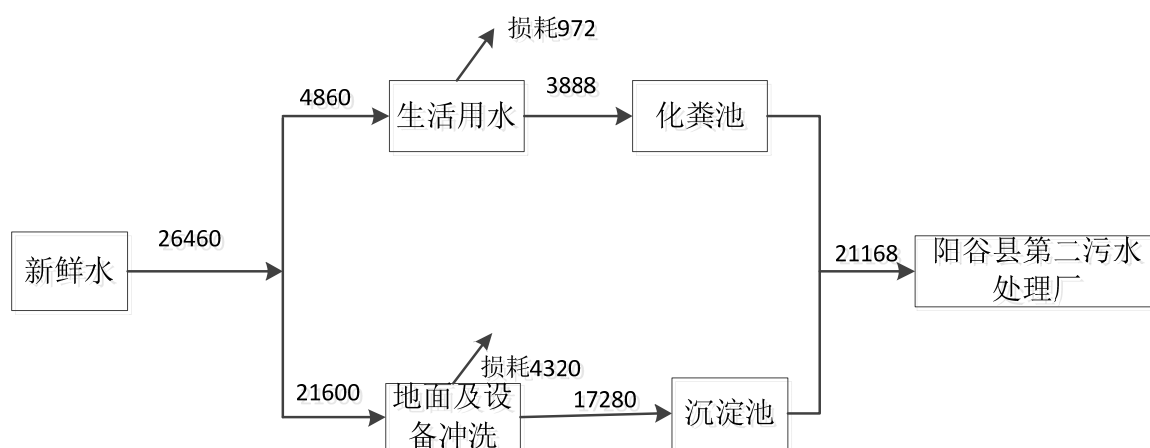 损耗972
4860
生活用水
3888
化粪池
新鲜水
26460
21168
阳谷县第二污水
处理厂
损耗4320
21600
地面及设
备冲洗
17280
沉淀池